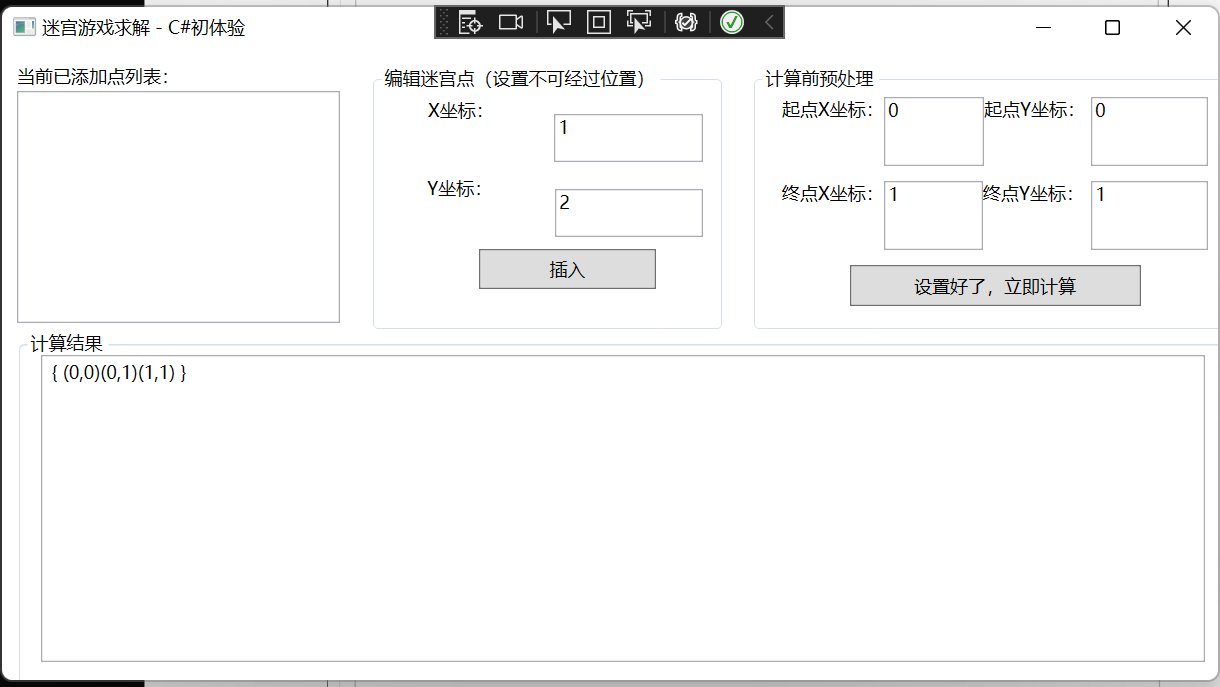 迷宫游戏求解 - C#初体验
当前已添加点列表：
编辑迷宫点（设置不可经过位置）
X坐标：
1
Y坐标：
2
插入
计算前预处理
起点X坐标：
0
起点Y坐标：
0
终点X坐标：
1
终点Y坐标：
1
设置好了，立即计算
计算结果
{ (0,0)(0,1)(1,1) }